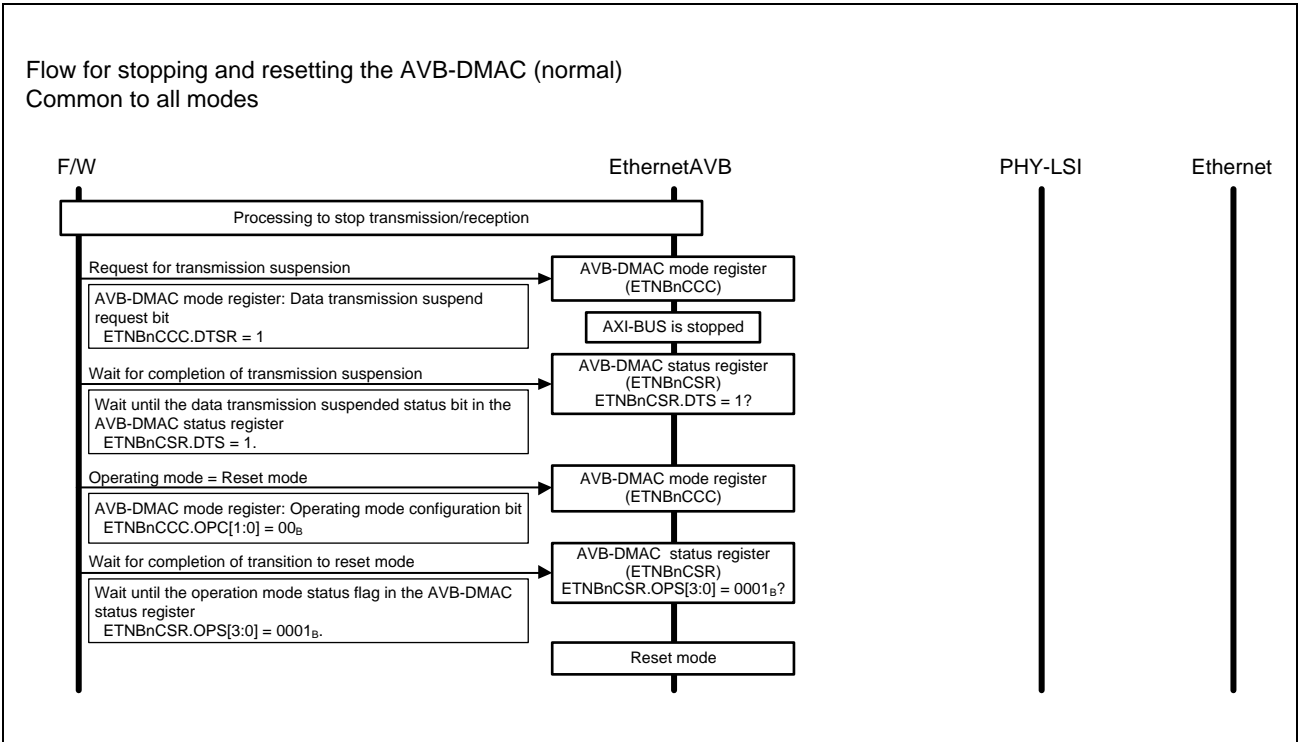 Flow for stopping and resetting the AVB-DMAC (normal)
Common to all modes
F/W
EthernetAVB
PHY-LSI
Ethernet
Processing to stop transmission/reception
Request for transmission suspension
AVB-DMAC mode register
(ETNBnCCC)
AVB-DMAC mode register: Data transmission suspend
request bit
ETNBnCCC.DTSR = 1
AXI-BUS is stopped
Wait for completion of transmission suspension
AVB-DMAC status register
(ETNBnCSR)
ETNBnCSR.DTS = 1?
Wait until the data transmission suspended status bit in the
AVB-DMAC status register
ETNBnCSR.DTS = 1.
Operating mode = Reset mode
AVB-DMAC mode register
(ETNBnCCC)
AVB-DMAC mode register: Operating mode configuration bit
ETNBnCCC.OPC[1:0] = 00B
Wait for completion of transition to reset mode
AVB-DMAC status register
(ETNBnCSR)
ETNBnCSR.OPS[3:0] = 0001B?
Wait until the operation mode status flag in the AVB-DMAC
status register
ETNBnCSR.OPS[3:0] = 0001B.
Reset mode